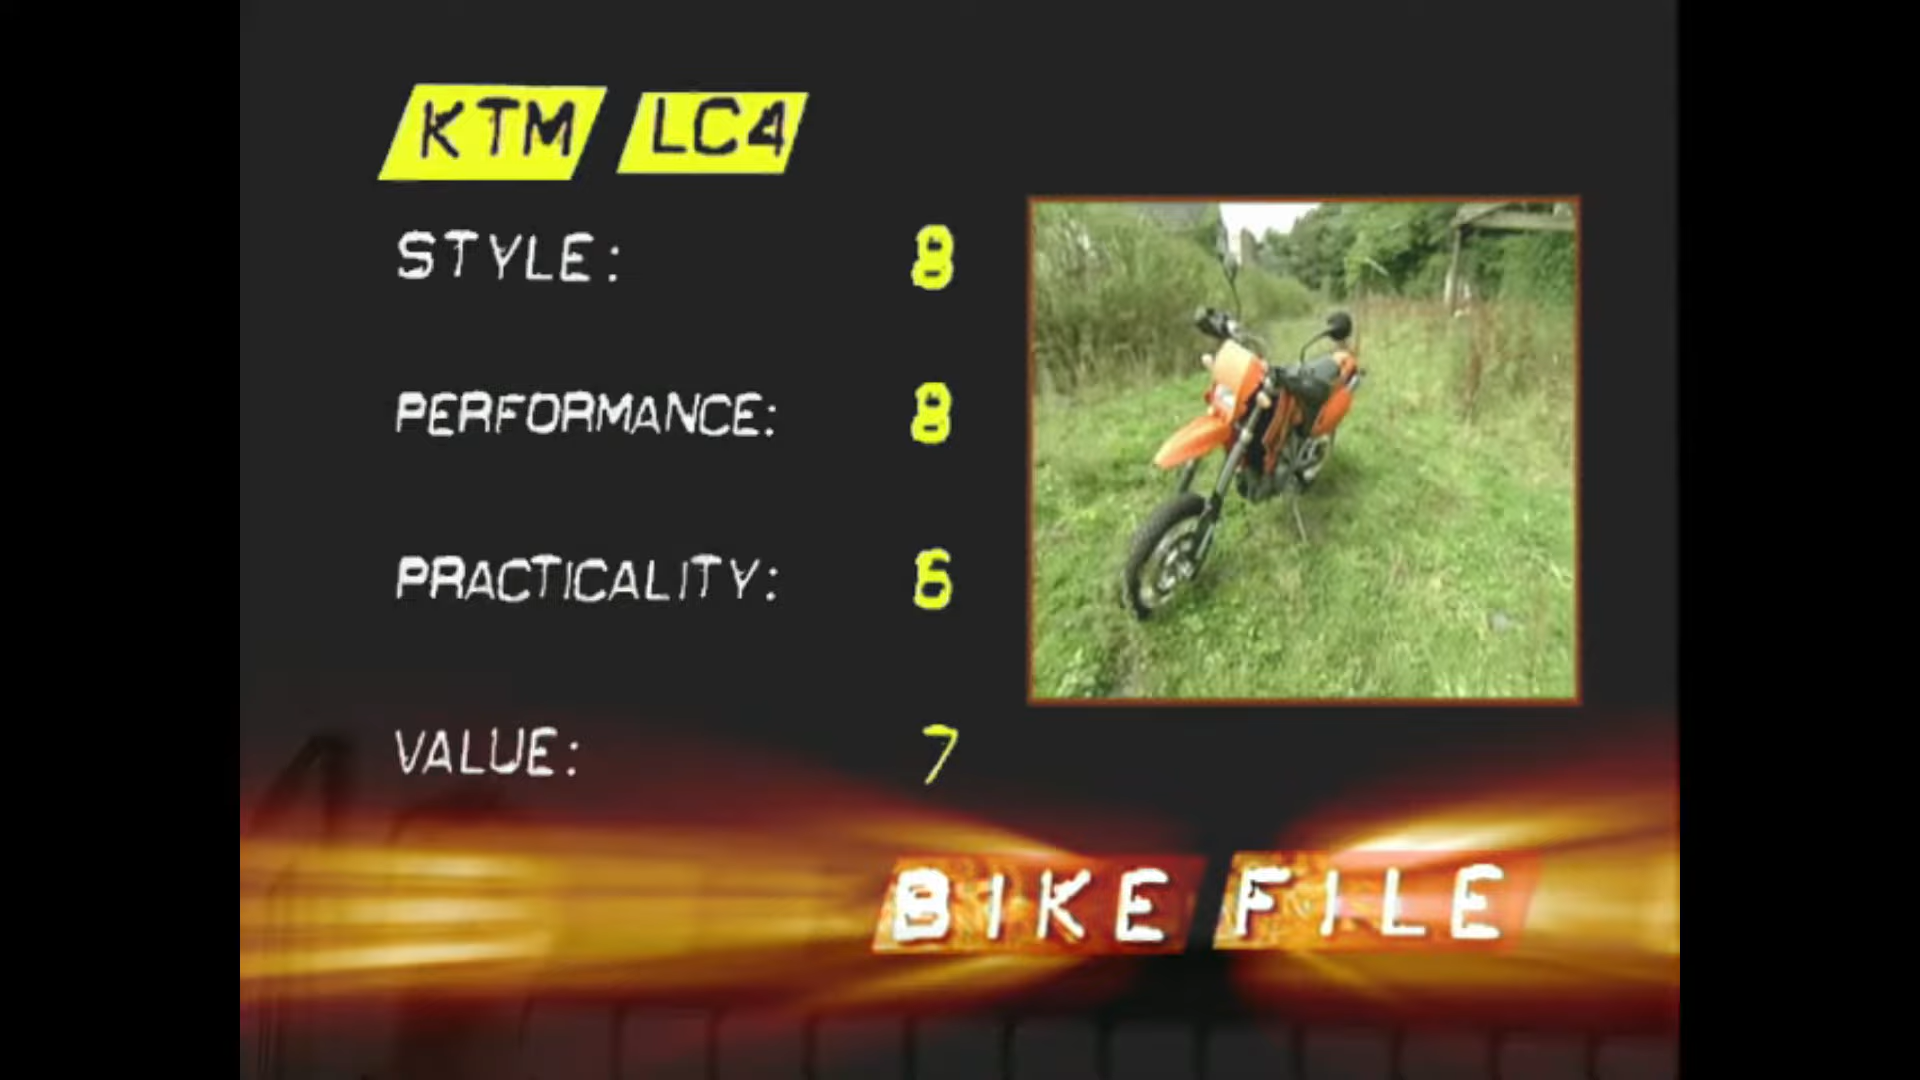 KTM LC4
STYLE: 8
PERFORMANCE: 8
PRACTICALITY: 6
VALUE: 7
BIKE FILE